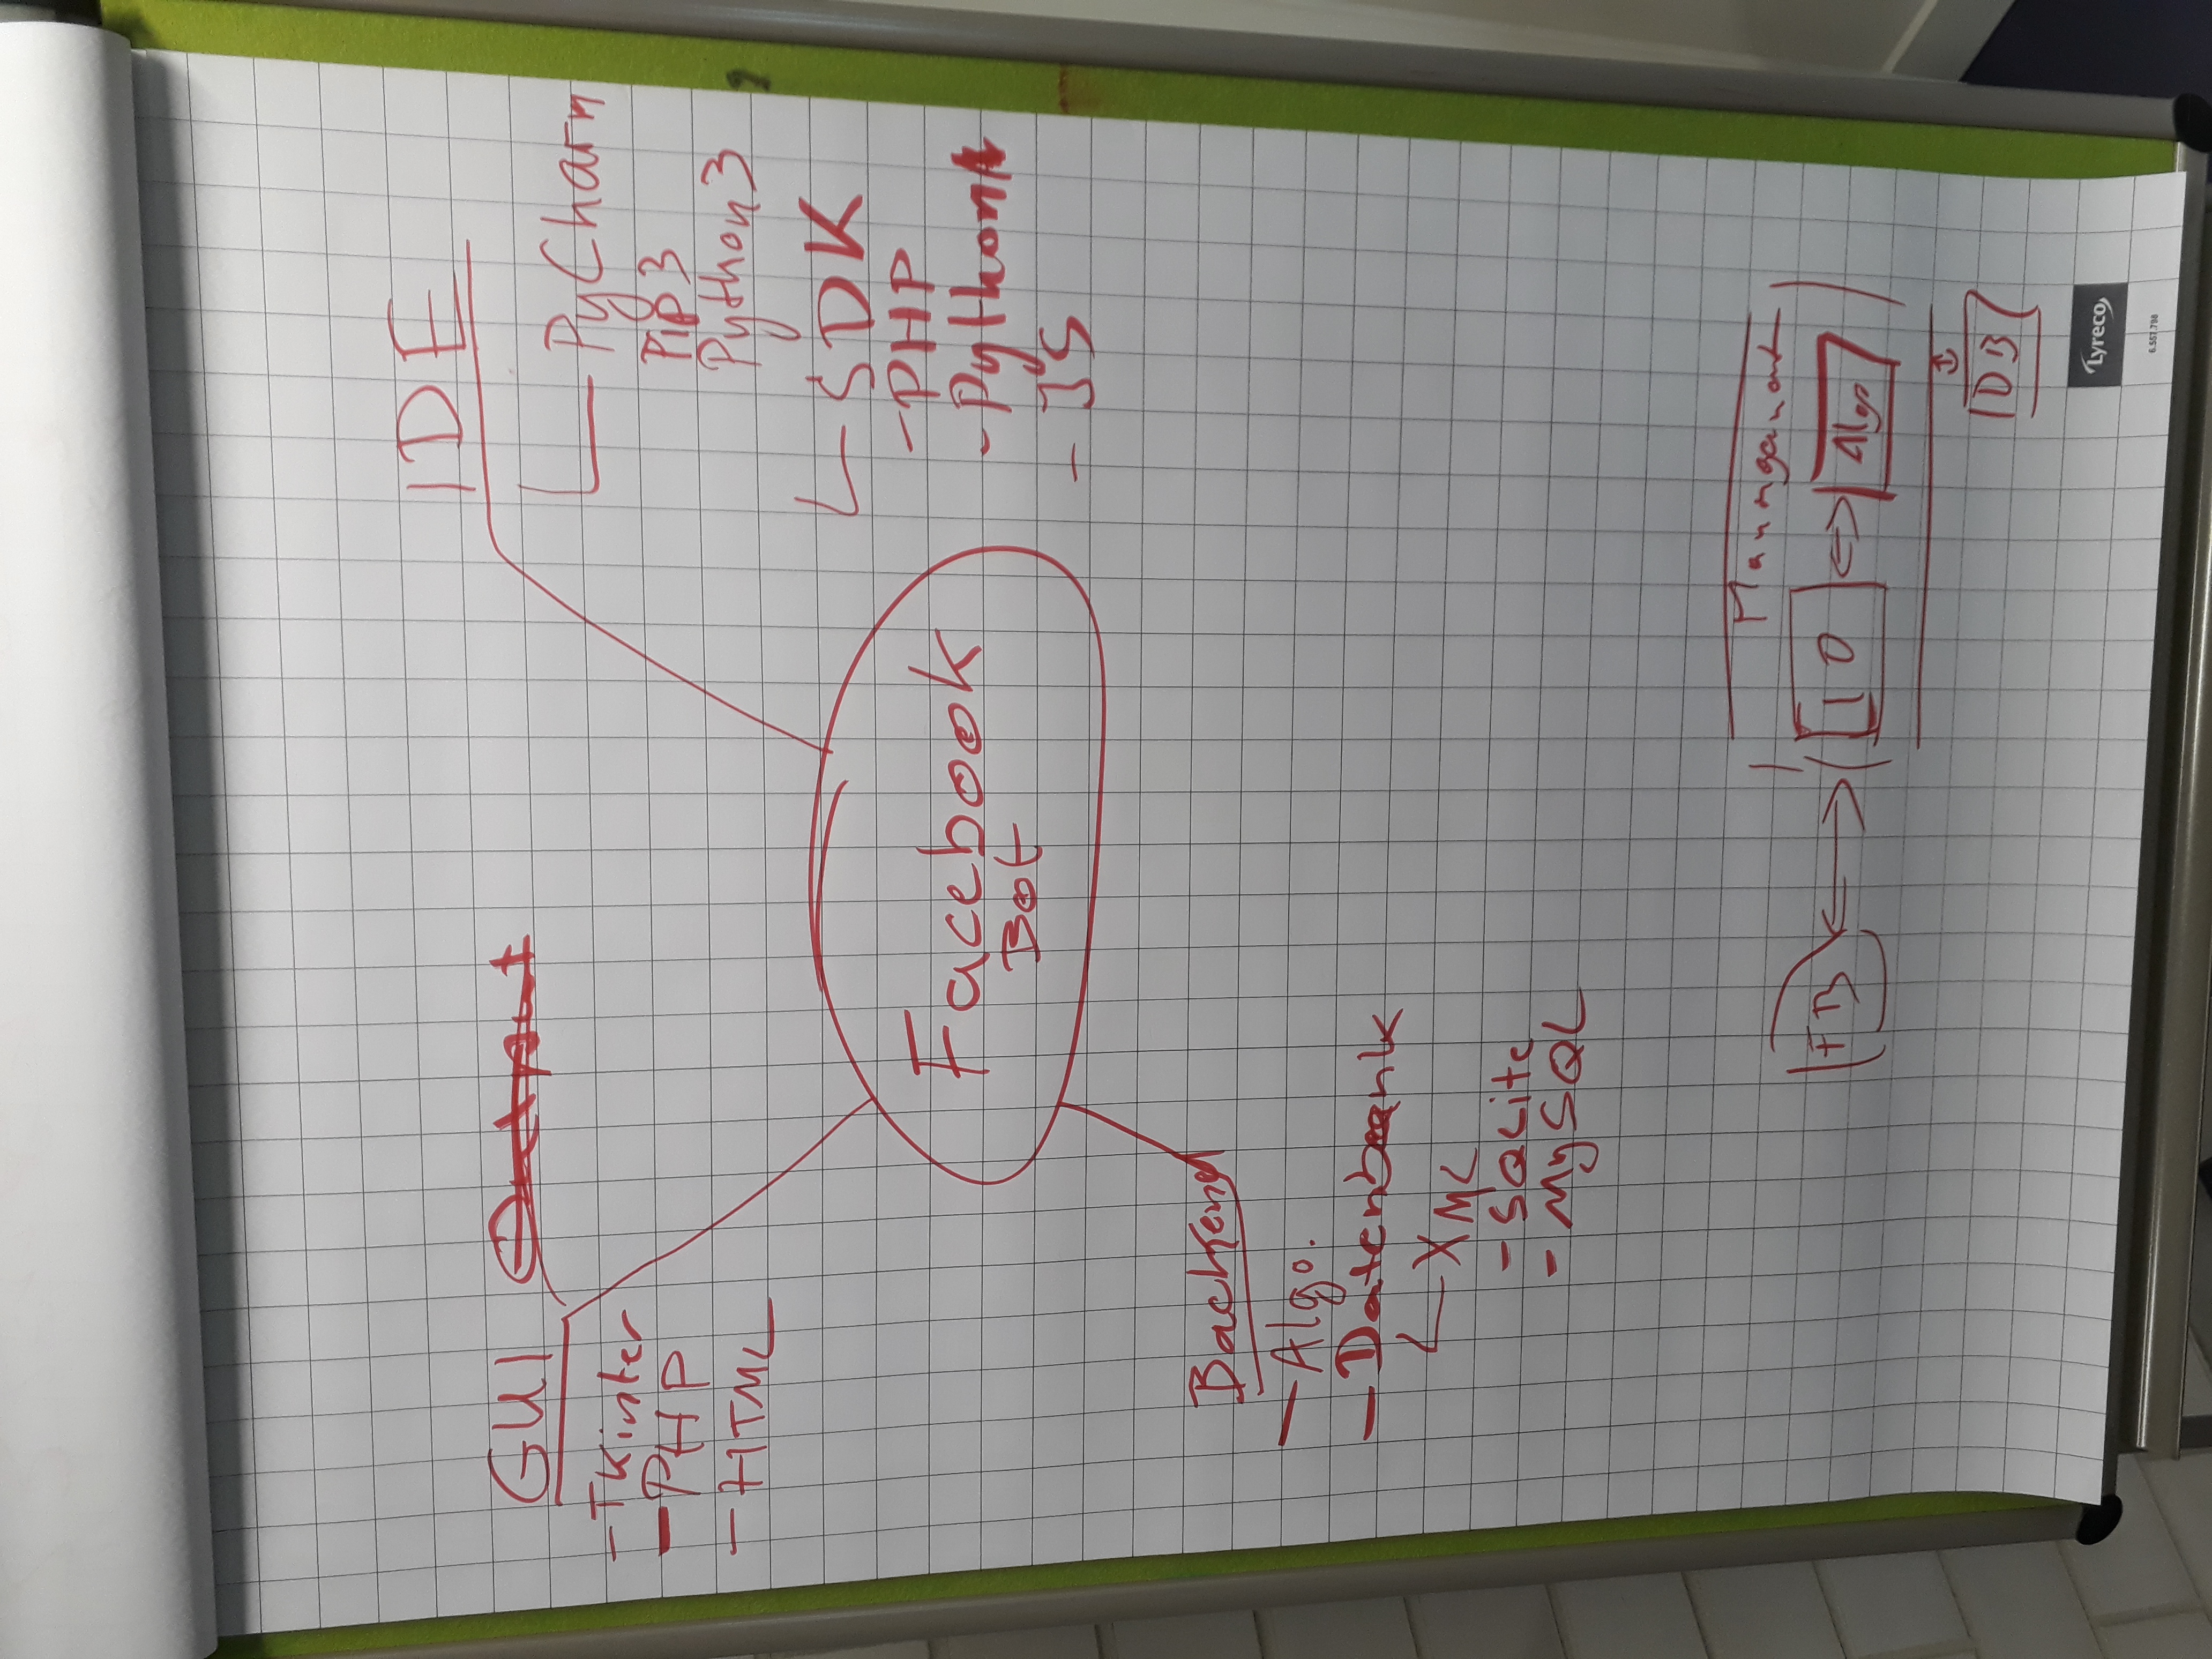 IDE
GUI Output
PyCharm
- TKinter
Pip3
- PHP
Python3
- HTML
SDK
- PHP
Facebook
- Python
Bot
- JS
Backend
- Algo.
- Datenbank
XML
- SQLite
- MySQL
FB
IO
Algo
DB
Lyreco
6.557.798